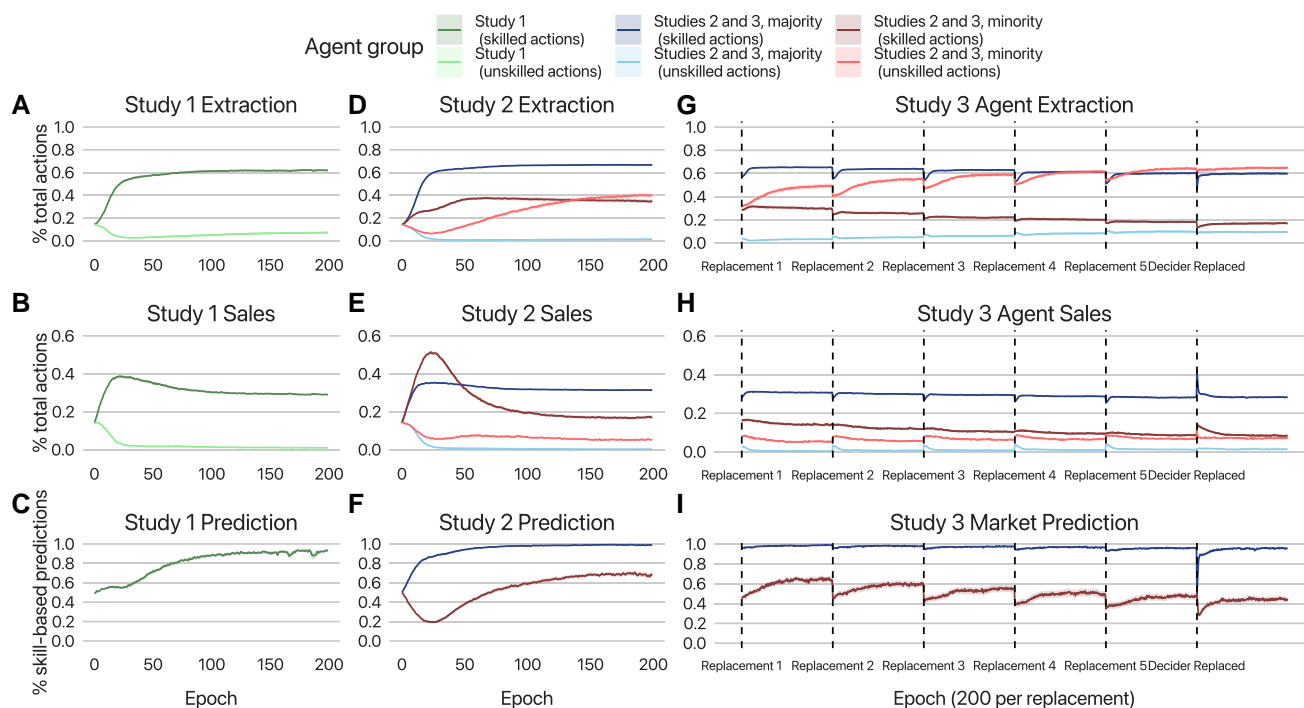 Agent group
Study 1
(skilled actions)
Study 1
(unskilled actions)
Studies 2 and 3, majority
(skilled actions)
Studies 2 and 3, majority
(unskilled actions)
Studies 2 and 3, minority
(skilled actions)
Studies 2 and 3, minority
(unskilled actions)
A
Study 1 Extraction
% total actions
1.0
0.8
0.6
0.4
0.2
0.0
0 50 100 150 200
D
Study 2 Extraction
1.0
0.8
0.6
0.4
0.2
0.0
0 50 100 150 200
G
Study 3 Agent Extraction
1.0
0.8
0.6
0.4
0.2
0.0
Replacement 1 Replacement 2 Replacement 3 Replacement 4 Replacement 5 Decider Replaced
B
Study 1 Sales
% total actions
0.6
0.4
0.2
0.0
0 50 100 150 200
E
Study 2 Sales
0.6
0.4
0.2
0.0
0 50 100 150 200
H
Study 3 Agent Sales
0.6
0.4
0.2
0.0
Replacement 1 Replacement 2 Replacement 3 Replacement 4 Replacement 5 Decider Replaced
C
Study 1 Prediction
% skill-based predictions
1.0
0.8
0.6
0.4
0.2
0.0
0 50 100 150 200
Epoch
F
Study 2 Prediction
1.0
0.8
0.6
0.4
0.2
0.0
0 50 100 150 200
Epoch
I
Study 3 Market Prediction
1.0
0.8
0.6
0.4
0.2
0.0
Replacement 1 Replacement 2 Replacement 3 Replacement 4 Replacement 5 Decider Replaced
Epoch (200 per replacement)